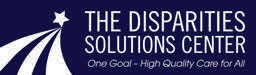 THE DISPARITIES
SOLUTIONS CENTER
One Goal – High Quality Care for All